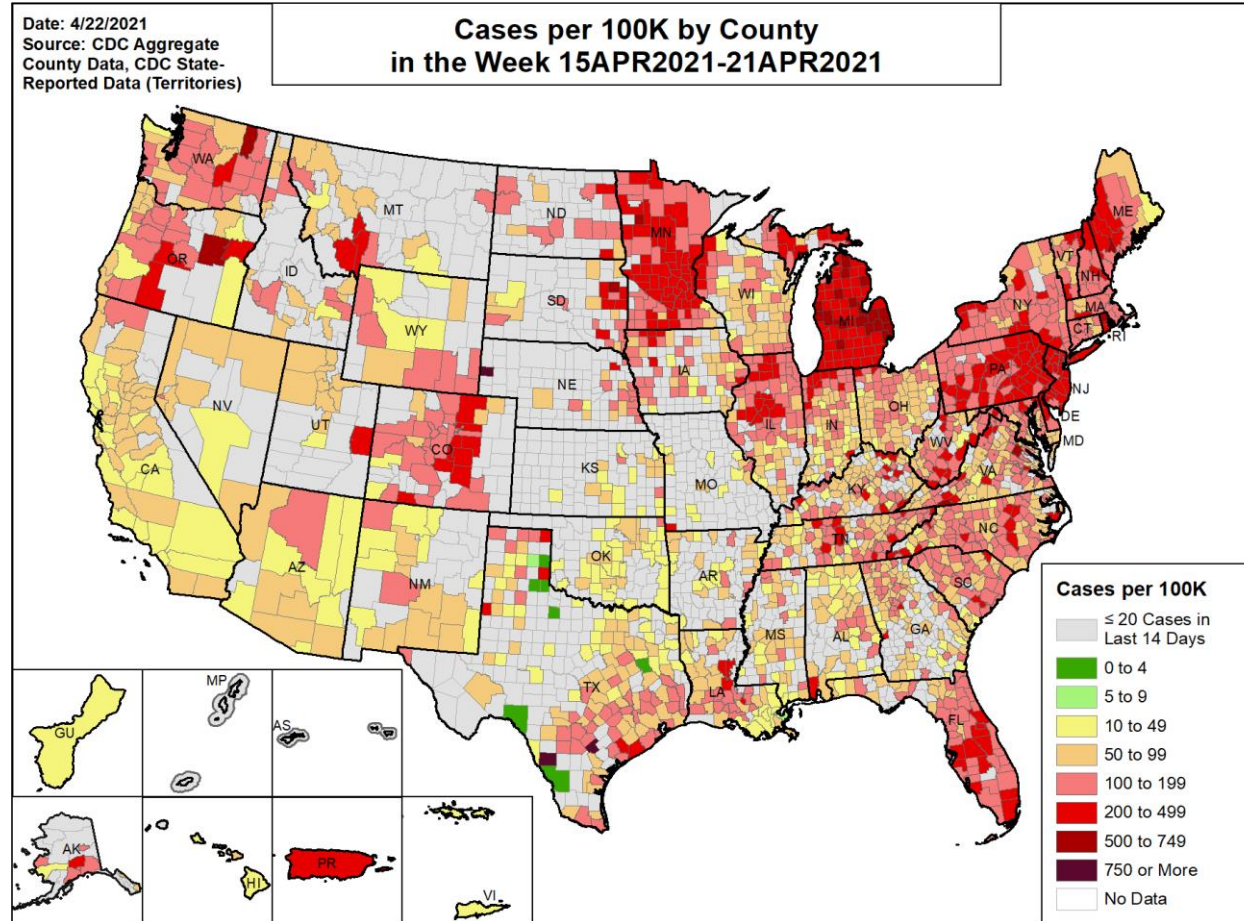 Date: 4/22/2021
Source: CDC Aggregate
County Data, CDC State-
Reported Data (Territories)
Cases per 100K by County
in the Week 15APR2021-21APR2021
WA
OR
ID
MT
ND
MN
SD
WY
NE
IA
WI
MI
NV
UT
CO
CA
AZ
NM
KS
OK
TX
MO
AR
LA
MS
AL
GA
FL
SC
NC
TN
KY
VA
WV
OH
IN
IL
PA
NY
VT
NH
ME
MA
CT
RI
NJ
DE
MD
GU
MP
AS
AK
HI
PR
VI
Cases per 100K
≤ 20 Cases in
Last 14 Days
0 to 4
5 to 9
10 to 49
50 to 99
100 to 199
200 to 499
500 to 749
750 or More
No Data